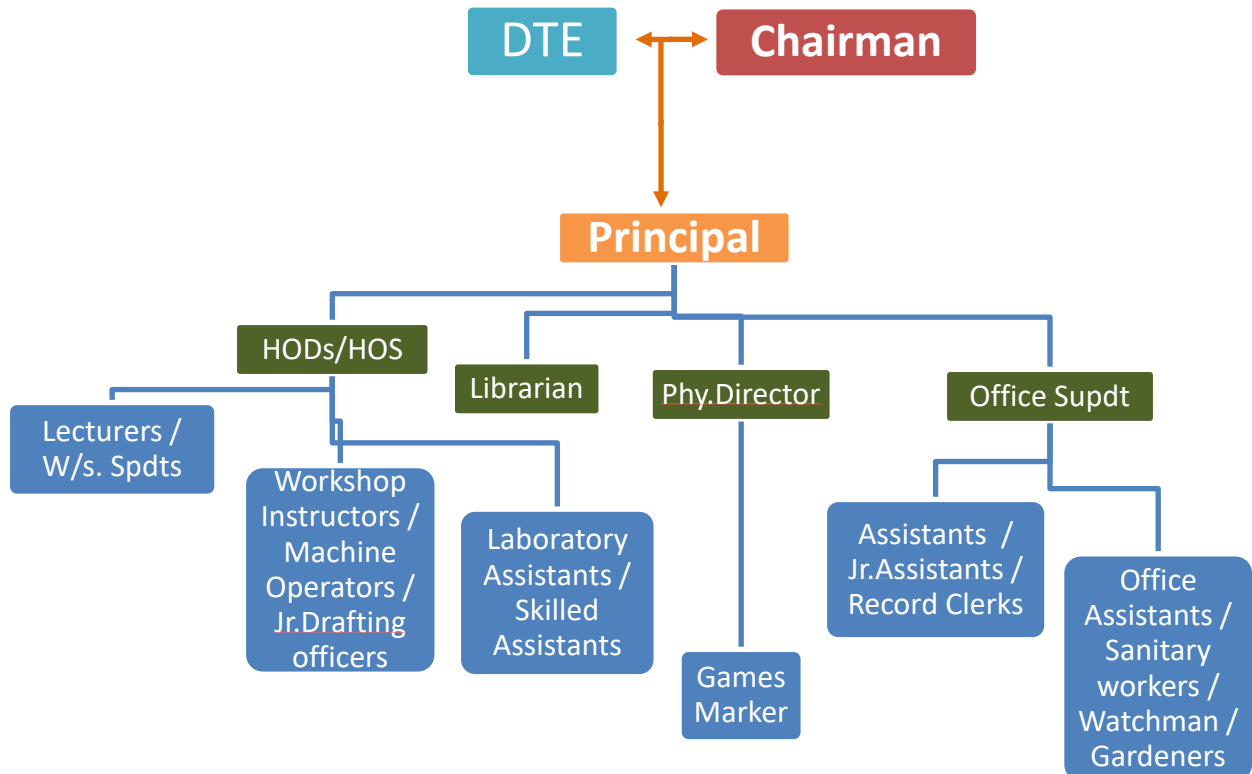 DTE
Chairman
Principal
HODs/HOS
Librarian
Phy.Director
Office Supdt
Lecturers /
W/s. Spdts
Workshop
Instructors /
Machine
Operators /
Jr.Drafting
officers
Laboratory
Assistants /
Skilled
Assistants
Games
Marker
Assistants /
Jr.Assistants /
Record Clerks
Office
Assistants /
Sanitary
workers /
Watchman /
Gardeners